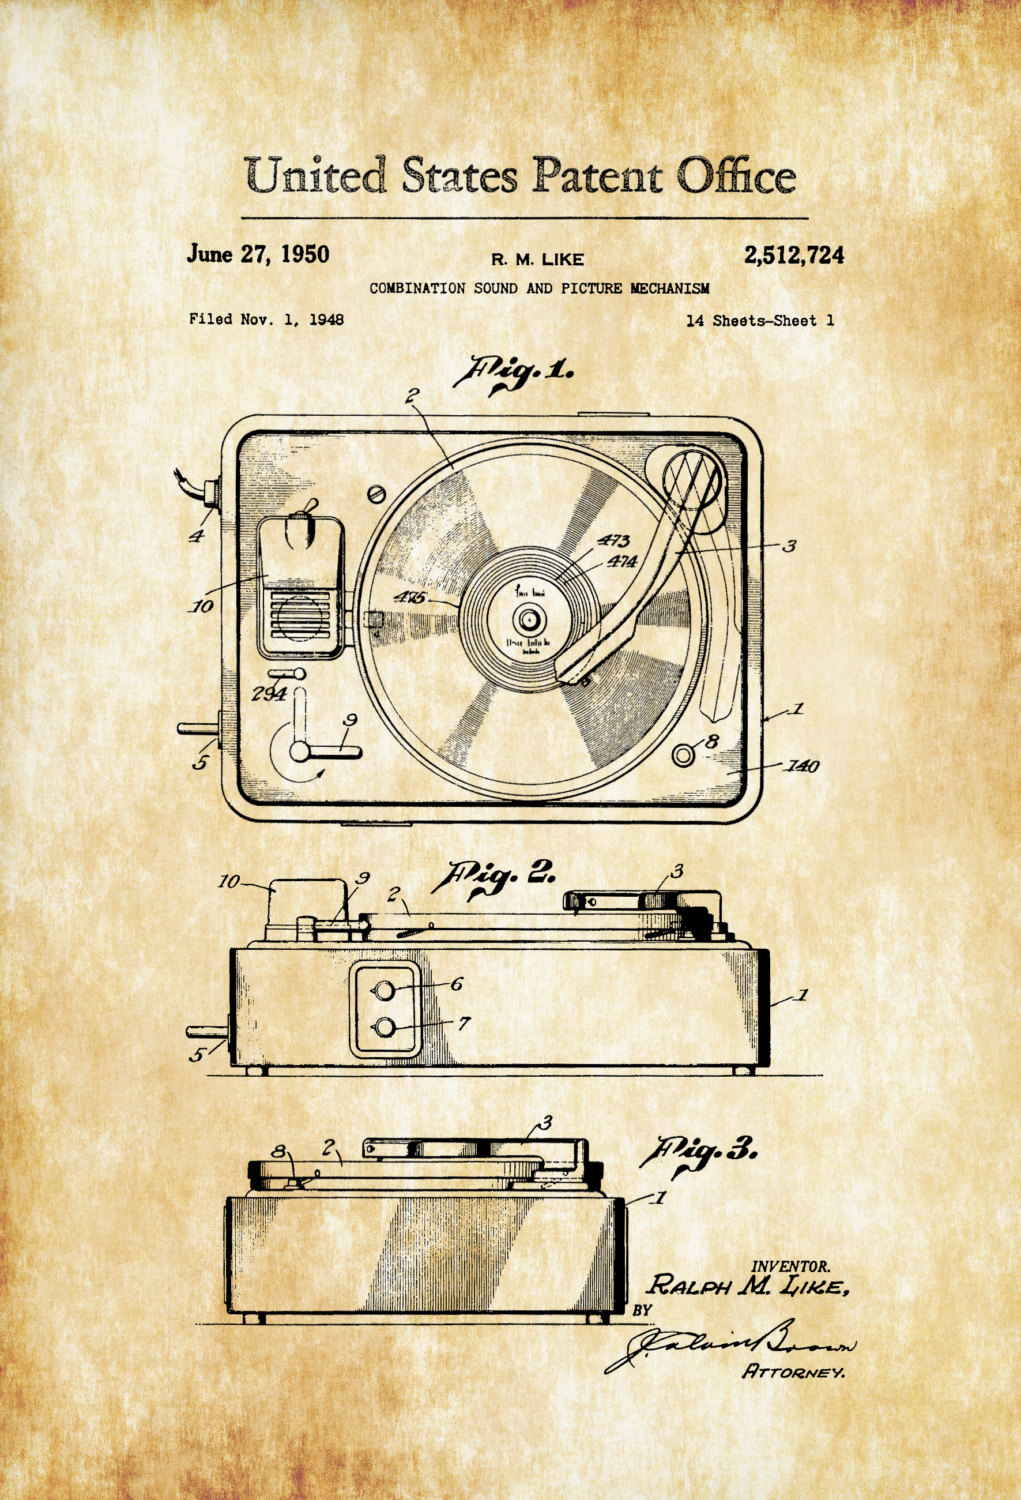 United States Patent Office
June 27, 1950
R. M. LIKE
2,512,724
COMBINATION SOUND AND PICTURE MECHANISM
Filed Nov. 1, 1948
14 Sheets-Sheet 1
Fig. 1.
2
4
473
474
3
10
475
294
9
1
5
8
140
Fig. 2.
10
9
2
3
6
7
1
5
Fig. 3.
3
8
2
1
INVENTOR.
RALPH M. LIKE,
BY
J. Calvin Brown
ATTORNEY.